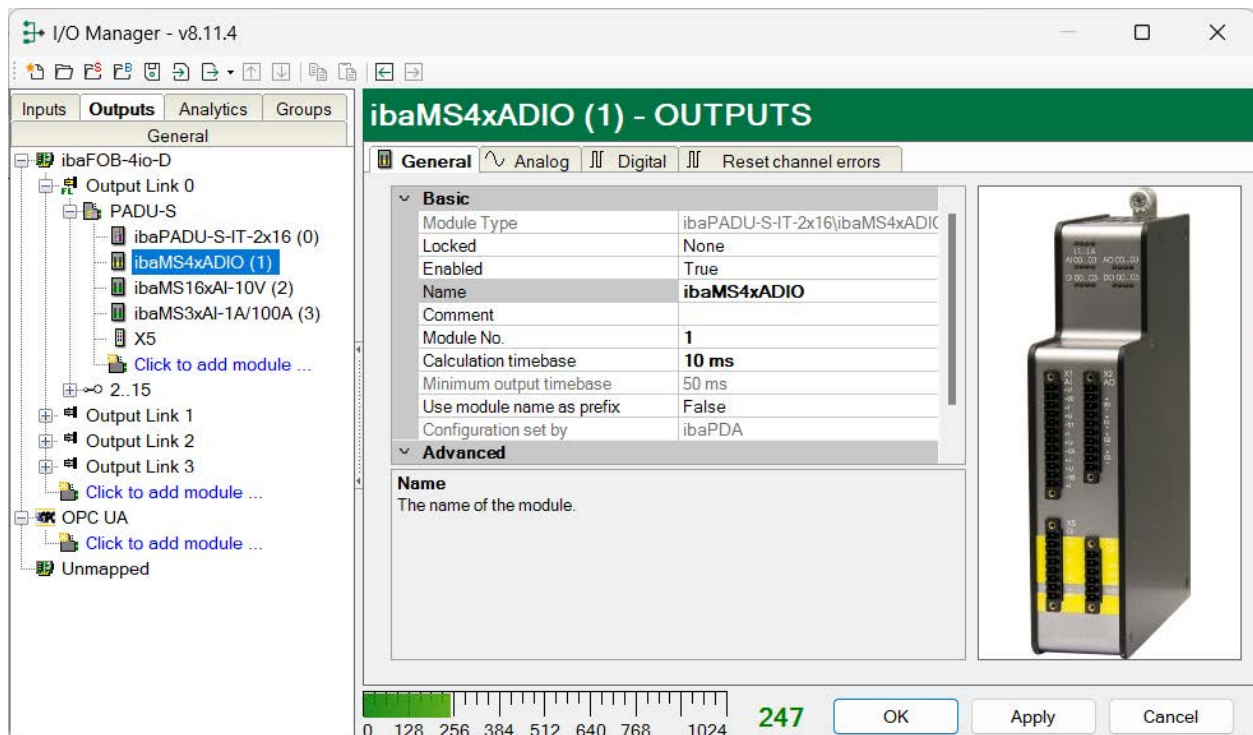 I/O Manager - v8.11.4
Inputs Outputs Analytics Groups
General
ibaFOB-4io-D
Output Link 0
PADU-S
ibaPADU-S-IT-2x16 (0)
ibaMS4xADIO (1)
ibaMS16xAI-10V (2)
ibaMS3xAI-1A/100A (3)
X5
Click to add module ...
2..15
Output Link 1
Output Link 2
Output Link 3
Click to add module ...
OPC UA
Click to add module ...
Unmapped
ibaMS4xADIO (1) - OUTPUTS
General Analog Digital Reset channel errors
Basic
Module Type ibaPADU-S-IT-2x16\ibaMS4xADIO
Locked None
Enabled True
Name ibaMS4xADIO
Comment
Module No. 1
Calculation timebase 10 ms
Minimum output timebase 50 ms
Use module name as prefix False
Configuration set by ibaPDA
Advanced
Name
The name of the module.
X1 X2
AI AO
X5
0 128 256 384 512 640 768 1024
247
OK Apply Cancel